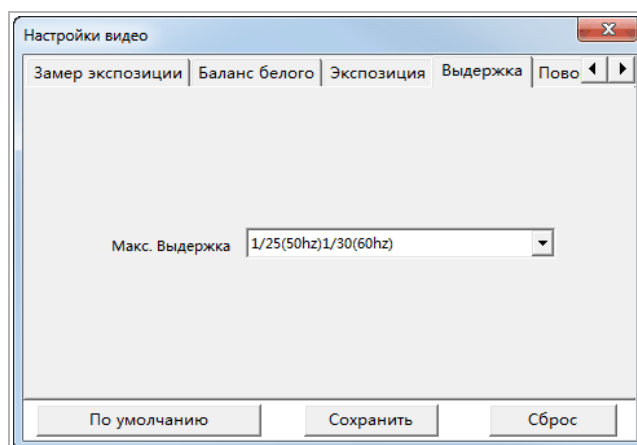 Настройки видео
Замер экспозиции Баланс белого Экспозиция Выдержка Пово
Макс. Выдержка 1/25(50hz)1/30(60hz)
По умолчанию Сохранить Сброс